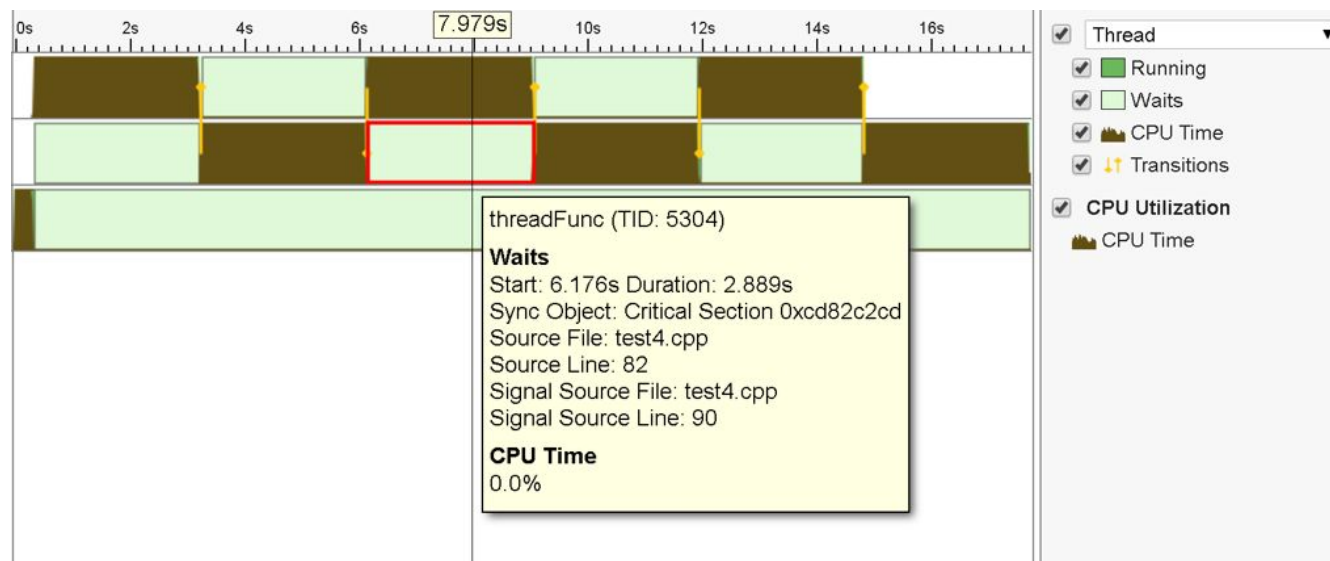 0s 2s 4s 6s 7.979s 10s 12s 14s 16s
threadFunc (TID: 5304)
Waits
Start: 6.176s Duration: 2.889s
Sync Object: Critical Section 0xcd82c2cd
Source File: test4.cpp
Source Line: 82
Signal Source File: test4.cpp
Signal Source Line: 90
CPU Time
0.0%
Thread
Running
Waits
CPU Time
Transitions
CPU Utilization
CPU Time